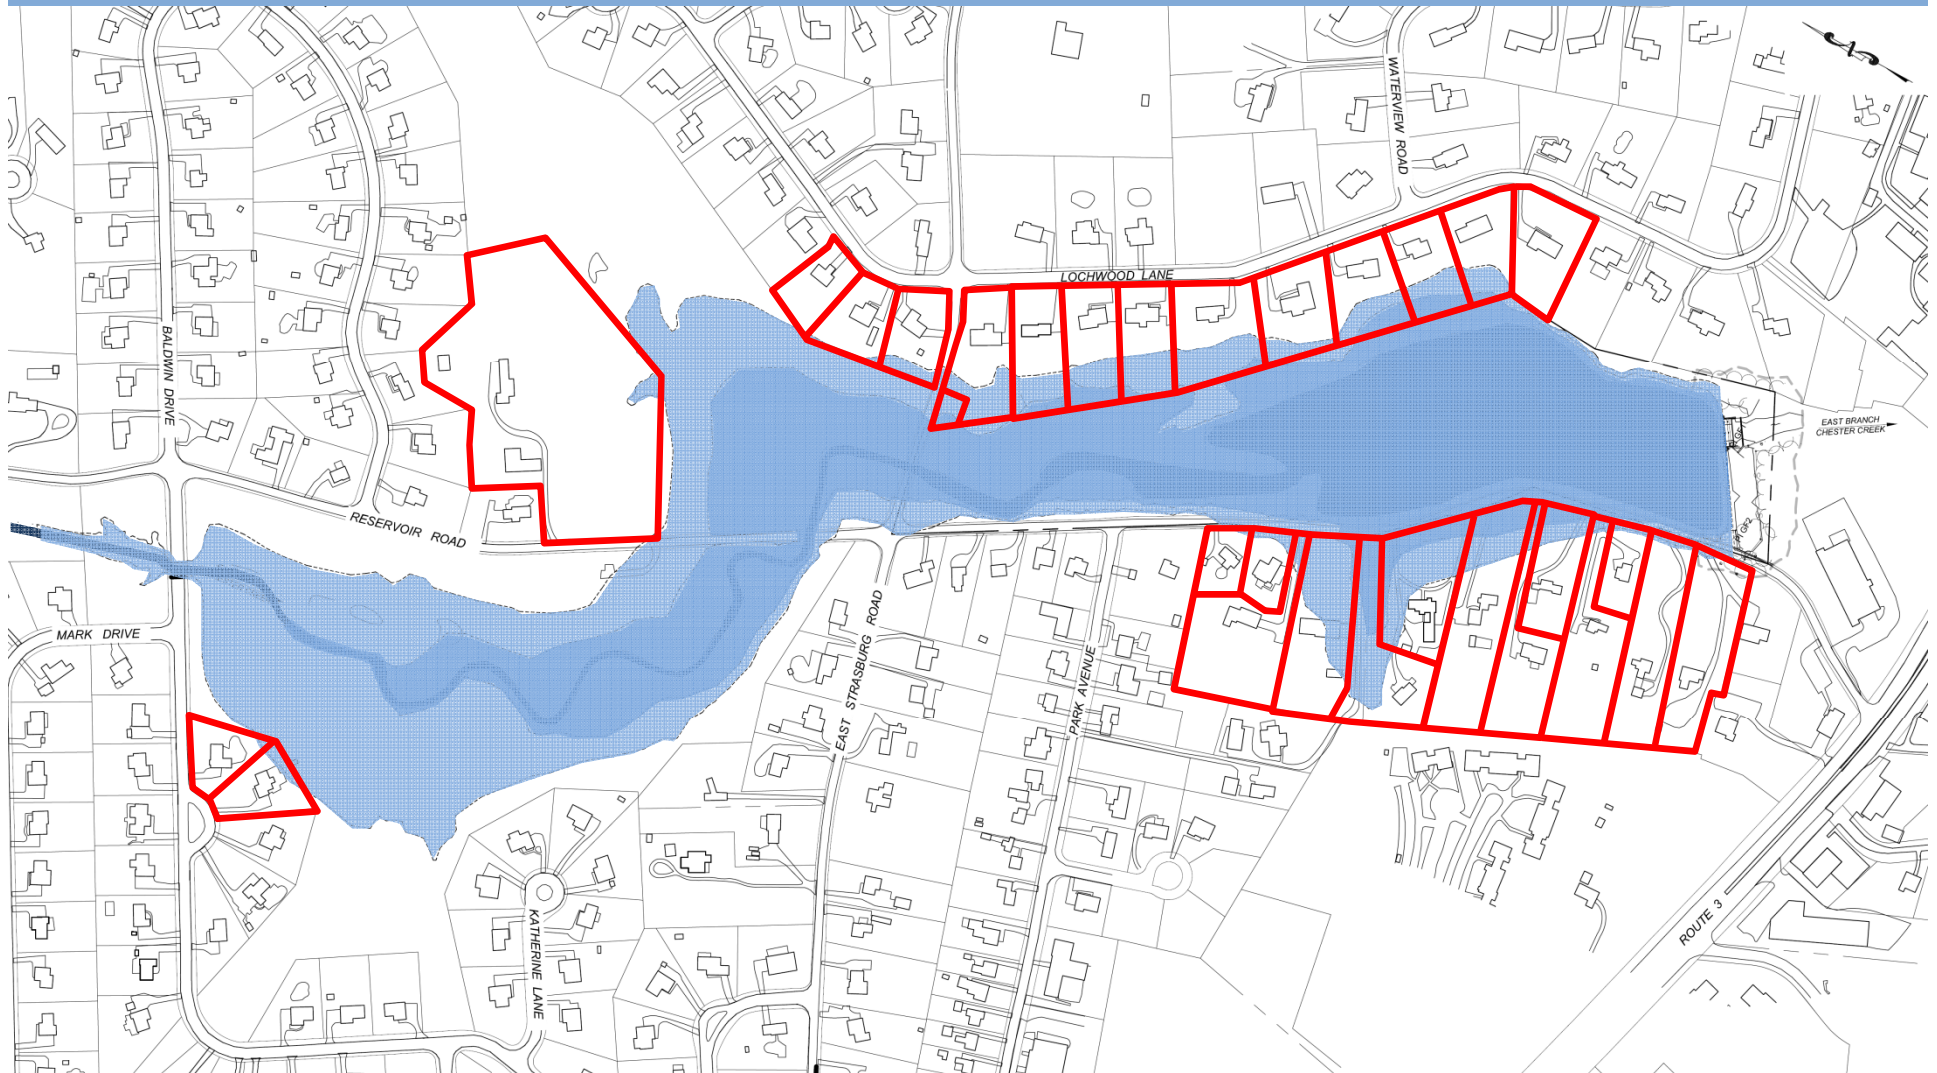 WATERVIEW ROAD
LOCHWOOD LANE
BALDWIN DRIVE
EAST BRANCH
CHESTER CREEK
RESERVOIR ROAD
MARK DRIVE
EAST STRASBURG ROAD
PARK AVENUE
KATHERINE LANE
ROUTE 3